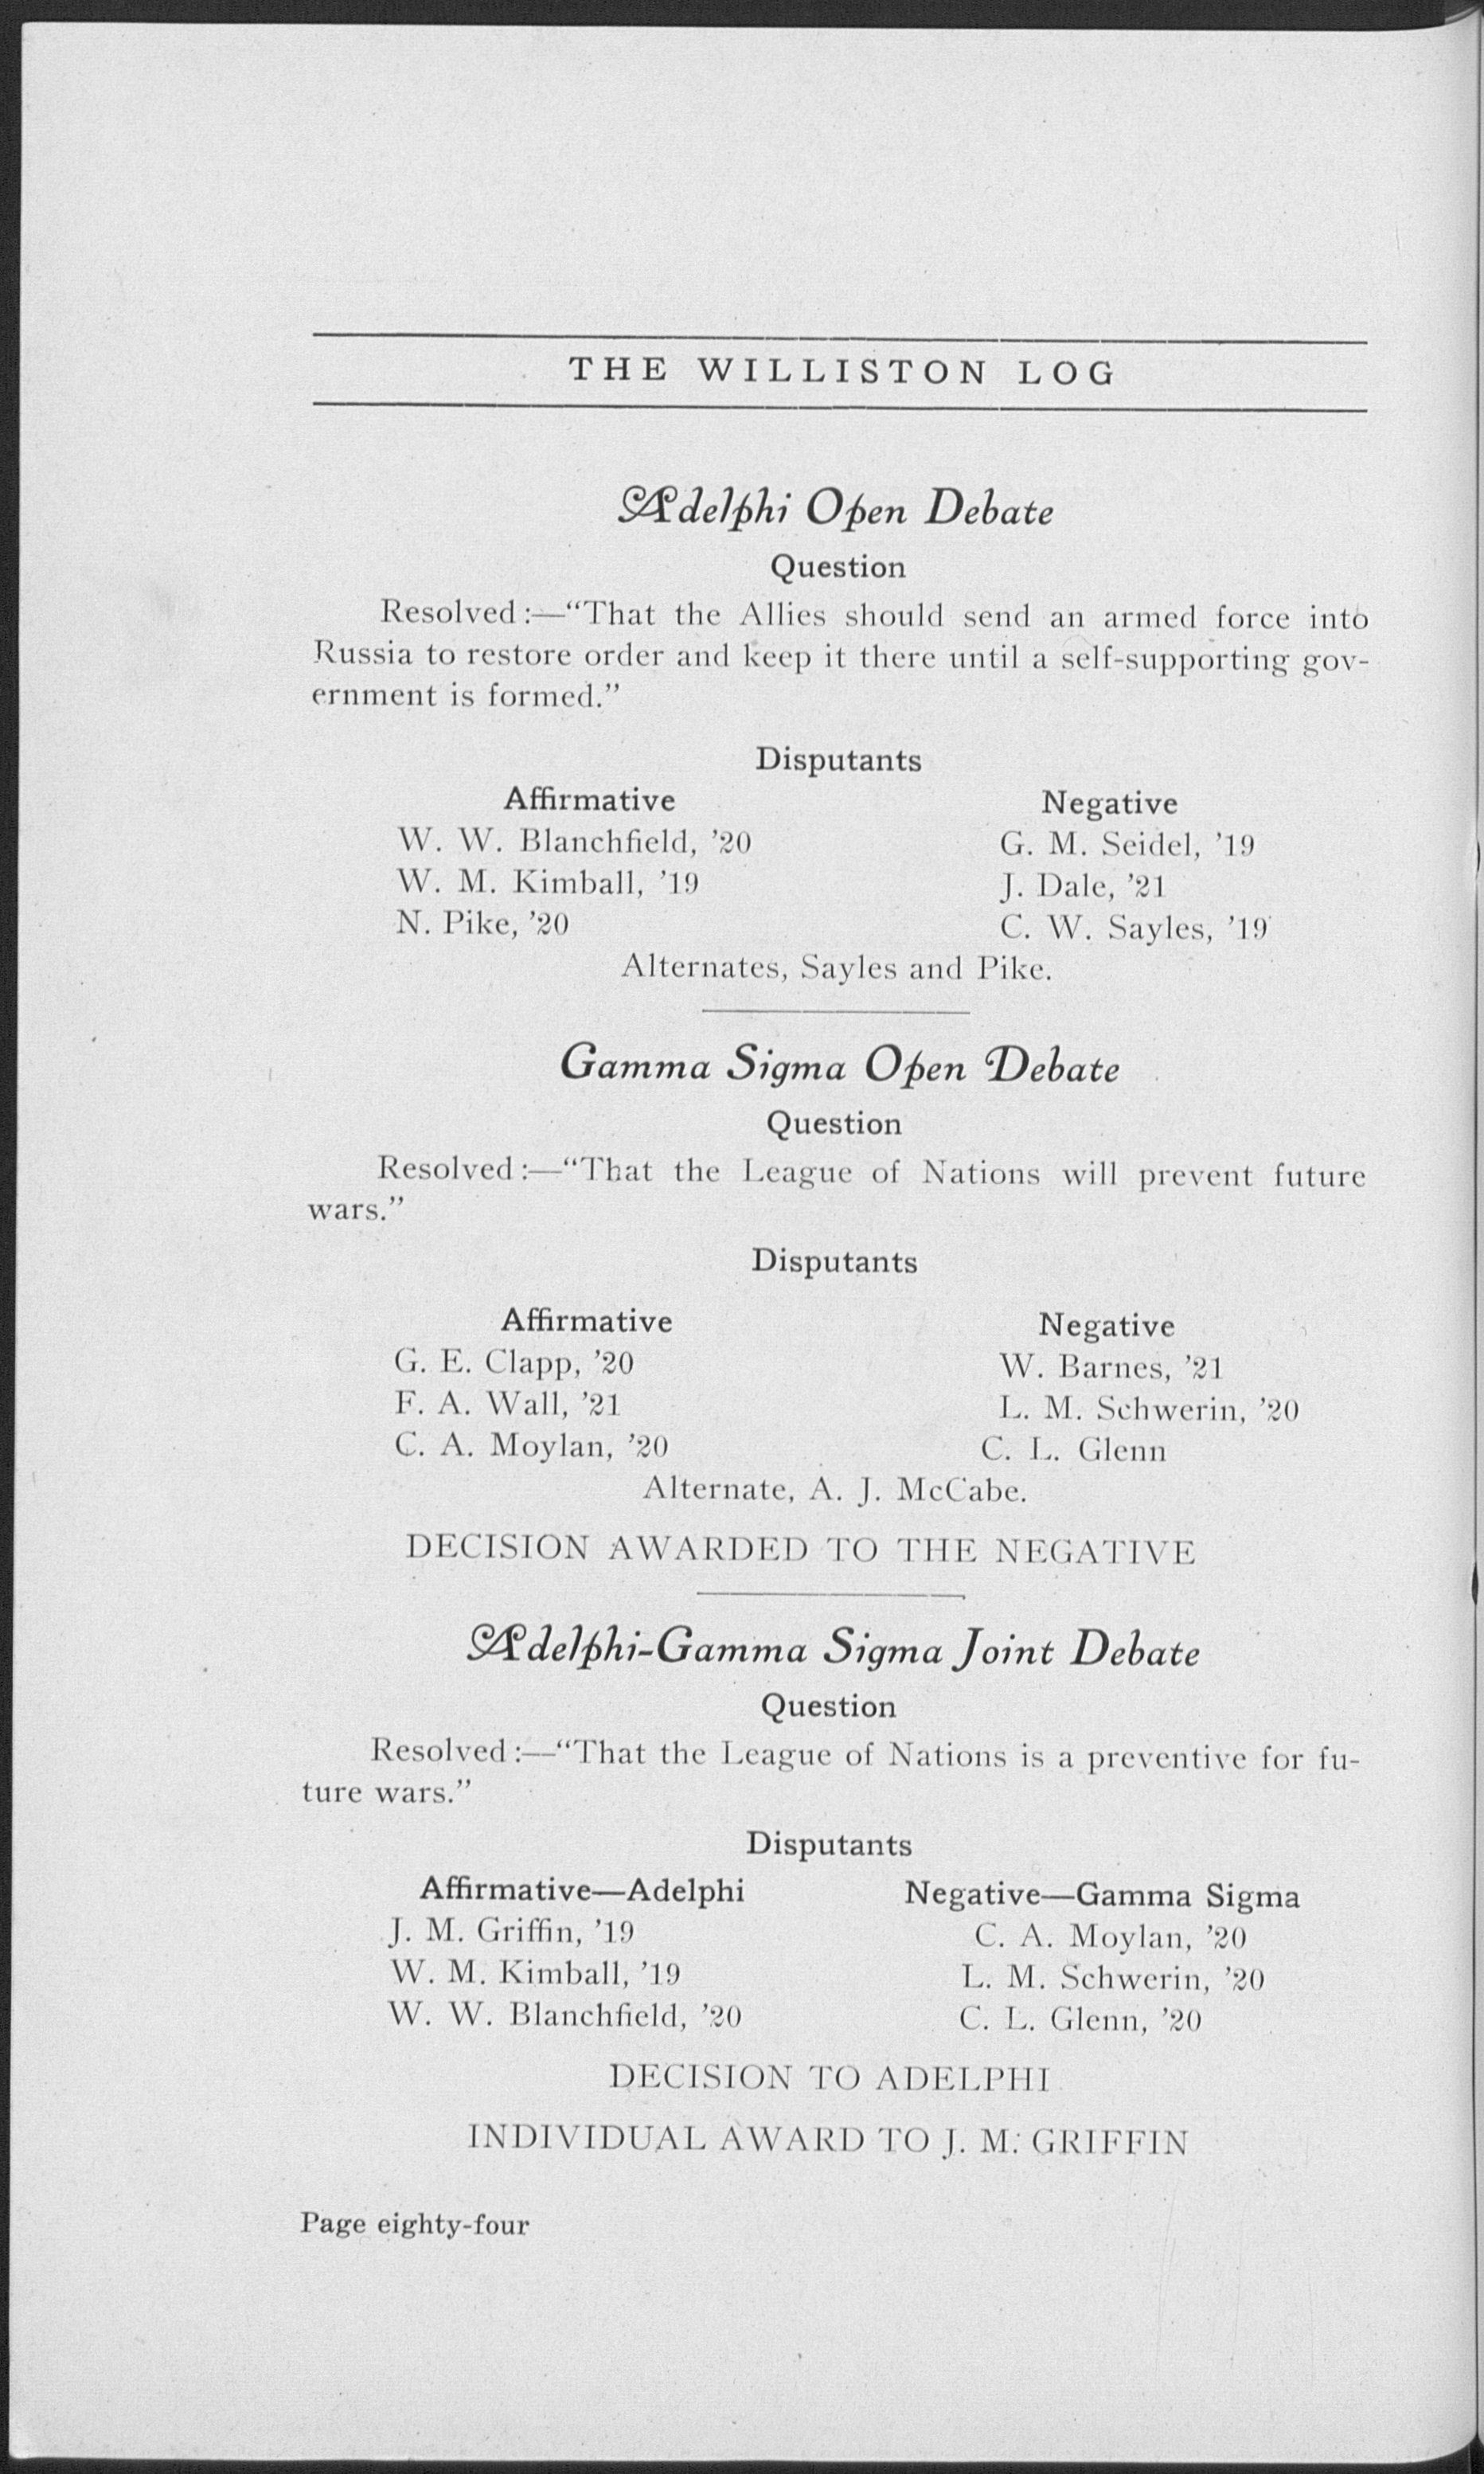 THE WILLISTON LOG
Adelphi Open Debate
Question
Resolved:—“That the Allies should send an armed force into
Russia to restore order and keep it there until a self-supporting gov-
ernment is formed.”
Disputants
Affirmative
W. W. Blanchfield, ’20
W. M. Kimball, ’19
N. Pike, ’20
Negative
G. M. Seidel, ’19
J. Dale, ’21
C. W. Sayles, ’19
Alternates, Sayles and Pike.
Gamma Sigma Open Debate
Question
Resolved:—“That the League of Nations will prevent future
wars.”
Disputants
Affirmative
G. E. Clapp, ’20
F. A. Wall, ’21
C. A. Moylan, ’20
Negative
W. Barnes, ’21
L. M. Schwerin, ’20
C. L. Glenn
Alternate, A. J. McCabe.
DECISION AWARDED TO THE NEGATIVE
Adelphi-Gamma Sigma Joint Debate
Question
Resolved:—“That the League of Nations is a preventive for fu-
ture wars.”
Disputants
Affirmative—Adelphi
J. M. Griffin, ’19
W. M. Kimball, ’19
W. W. Blanchfield, ’20
Negative—Gamma Sigma
C. A. Moylan, ’20
L. M. Schwerin, ’20
C. L. Glenn, ’20
DECISION TO ADELPHI
INDIVIDUAL AWARD TO J. M. GRIFFIN
Page eighty-four